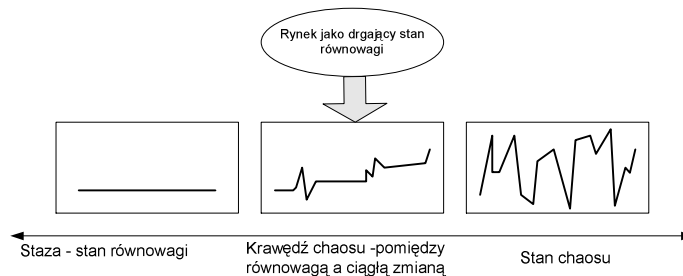 Rynek jako drgający stan
równowagi
Staza - stan równowagi
Krawędź chaosu -pomiędzy
równowagą a ciągłą zmianą
Stan chaosu